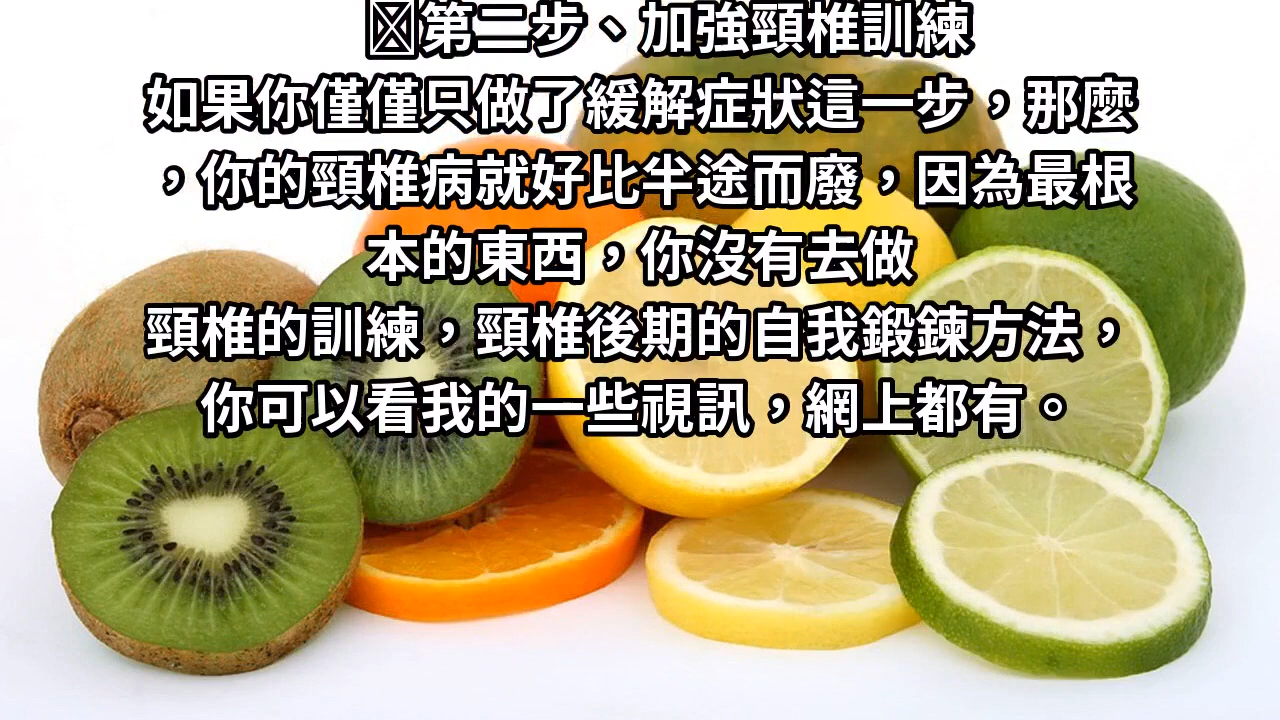 第二步、加強頸椎訓練
如果你僅僅只做了緩解症狀這一步，那麼
，你的頸椎病就好比半途而廢，因為最根
本的東西，你沒有去做
頸椎的訓練，頸椎後期的自我鍛鍊方法，
你可以看我的一些視訊，網上都有。